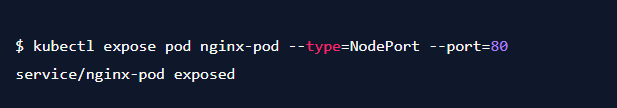 $ kubectl expose pod nginx-pod --type=NodePort --port=80
service/nginx-pod exposed